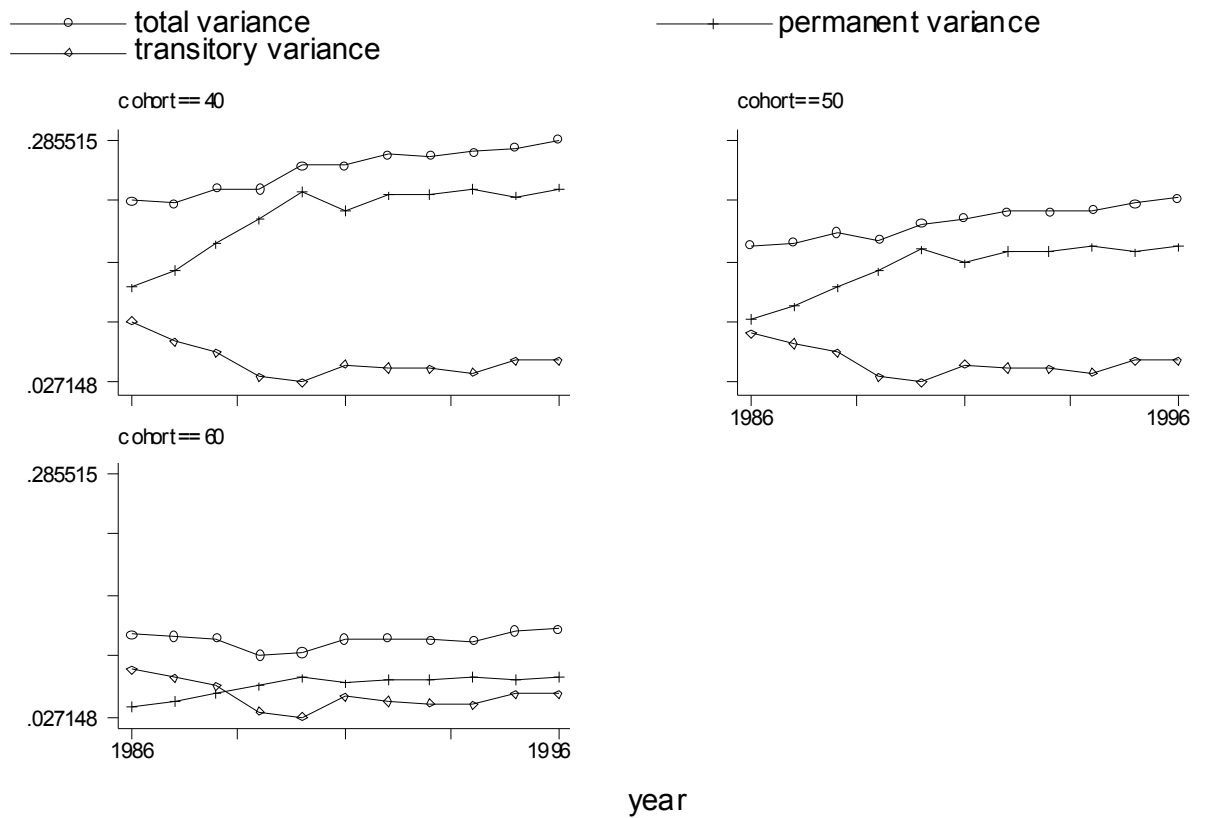 total variance
permanent variance
transitory variance
cohort==40
cohort==50
.285515
.027148
1986
1996
cohort==60
.285515
.027148
1986
1996
year